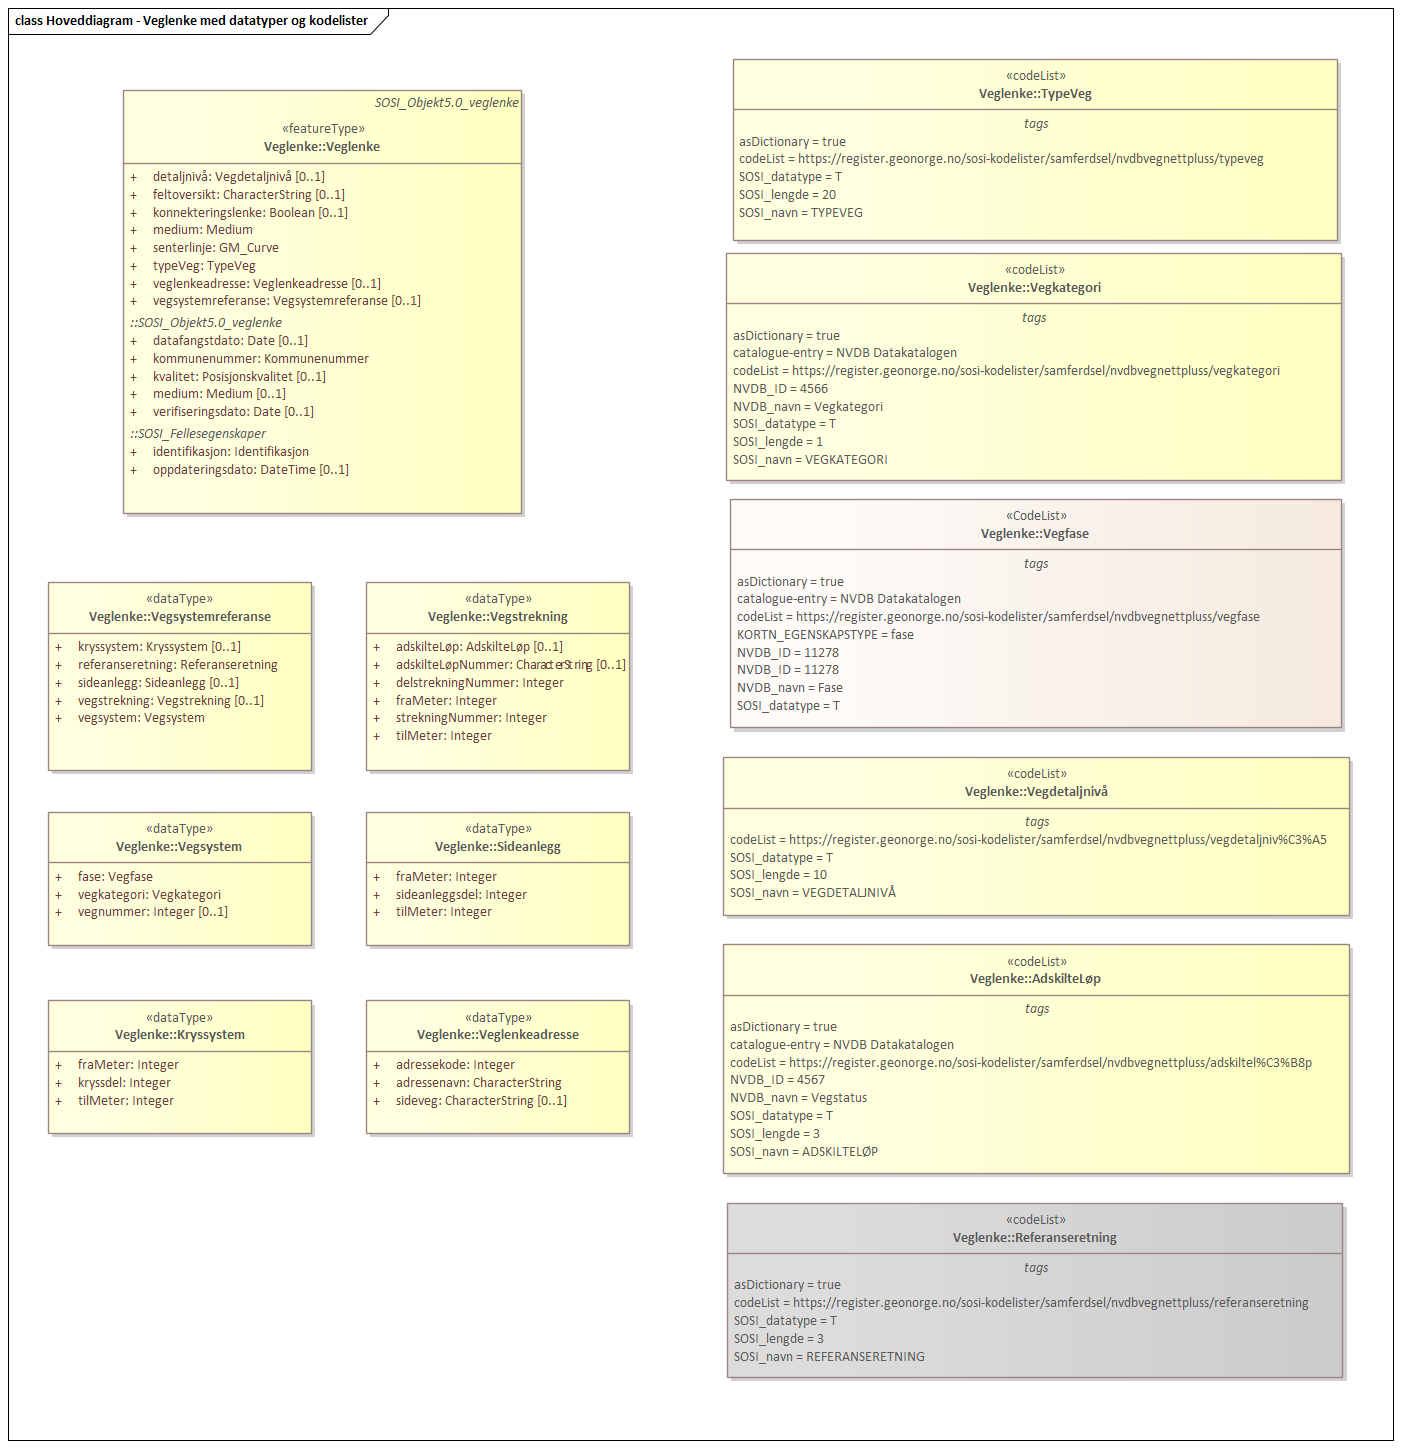 class Hoveddiagram - Veglenke med datatyper og kodelister
SOSI_Objekt5.0_veglenke
«featureType»
Veglenke::Veglenke
+ detaljnivå: Vegdetaljnivå [0..1]
+ feltoversikt: CharacterString [0..1]
+ konnekteringslenke: Boolean [0..1]
+ medium: Medium
+ senterlinje: GM_Curve
+ typeVeg: TypeVeg
+ veglenkeadresse: Veglenkeadresse [0..1]
+ vegsystemreferanse: Vegsystemreferanse [0..1]
::SOSI_Objekt5.0_veglenke
+ datafangstdato: Date [0..1]
+ kommunenummer: Kommunenummer
+ kvalitet: Posisjonskvalitet [0..1]
+ medium: Medium [0..1]
+ verifiseringsdato: Date [0..1]
::SOSI_Fellesegenskaper
+ identifikasjon: Identifikasjon
+ oppdateringsdato: DateTime [0..1]
«dataType»
Veglenke::Vegsystemreferanse
+ kryssystem: Kryssystem [0..1]
+ referanseretning: Referanseretning
+ sideanlegg: Sideanlegg [0..1]
+ vegstrekning: Vegstrekning [0..1]
+ vegsystem: Vegsystem
«dataType»
Veglenke::Vegstrekning
+ adskilteLøp: AdskilteLøp [0..1]
+ adskilteLøpNummer: CharacterString [0..1]
+ delstrekningNummer: Integer
+ fraMeter: Integer
+ strekningNummer: Integer
+ tilMeter: Integer
«dataType»
Veglenke::Vegsystem
+ fase: Vegfase
+ vegkategori: Vegkategori
+ vegnummer: Integer [0..1]
«dataType»
Veglenke::Sideanlegg
+ fraMeter: Integer
+ sideanleggsdel: Integer
+ tilMeter: Integer
«dataType»
Veglenke::Kryssystem
+ fraMeter: Integer
+ kryssdel: Integer
+ tilMeter: Integer
«dataType»
Veglenke::Veglenkeadresse
+ adressekode: Integer
+ adressenavn: CharacterString
+ sideveg: CharacterString [0..1]
«codeList»
Veglenke::TypeVeg
tags
asDictionary = true
codeList = https://register.geonorge.no/sosi-kodelister/samferdsel/nvdbvegnettpluss/typeveg
SOSI_datatype = T
SOSI_lengde = 20
SOSI_navn = TYPEVEG
«codeList»
Veglenke::Vegkategori
tags
asDictionary = true
catalogue-entry = NVDB Datakatalogen
codeList = https://register.geonorge.no/sosi-kodelister/samferdsel/nvdbvegnettpluss/vegkategori
NVDB_ID = 4566
NVDB_navn = Vegkategori
SOSI_datatype = T
SOSI_lengde = 1
SOSI_navn = VEGKATEGORI
«CodeList»
Veglenke::Vegfase
tags
asDictionary = true
catalogue-entry = NVDB Datakatalogen
codeList = https://register.geonorge.no/sosi-kodelister/samferdsel/nvdbvegnettpluss/vegfase
KORTN_EGENSKAPSTYPE = fase
NVDB_ID = 11278
NVDB_ID = 11278
NVDB_navn = Fase
SOSI_datatype = T
«codeList»
Veglenke::Vegdetaljnivå
tags
codeList = https://register.geonorge.no/sosi-kodelister/samferdsel/nvdbvegnettpluss/vegdetaljniv%C3%A5
SOSI_datatype = T
SOSI_lengde = 10
SOSI_navn = VEGDETALJNIVÅ
«codeList»
Veglenke::AdskilteLøp
tags
asDictionary = true
catalogue-entry = NVDB Datakatalogen
codeList = https://register.geonorge.no/sosi-kodelister/samferdsel/nvdbvegnettpluss/adskiltel%C3%B8p
NVDB_ID = 4567
NVDB_navn = Vegstatus
SOSI_datatype = T
SOSI_lengde = 3
SOSI_navn = ADSKILTELØP
«codeList»
Veglenke::Referanseretning
tags
asDictionary = true
codeList = https://register.geonorge.no/sosi-kodelister/samferdsel/nvdbvegnettpluss/referanseretning
SOSI_datatype = T
SOSI_lengde = 3
SOSI_navn = REFERANSERETNING